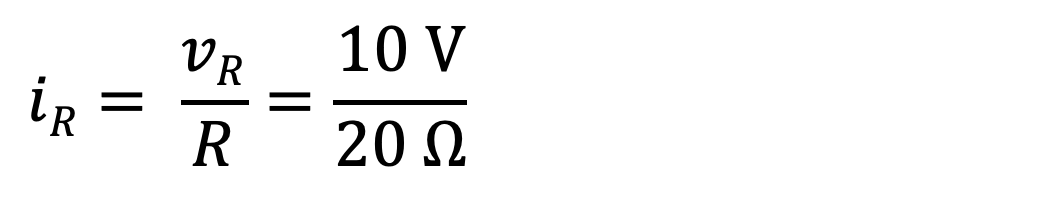 i_R = v_R/R = 10 V/20 Ω